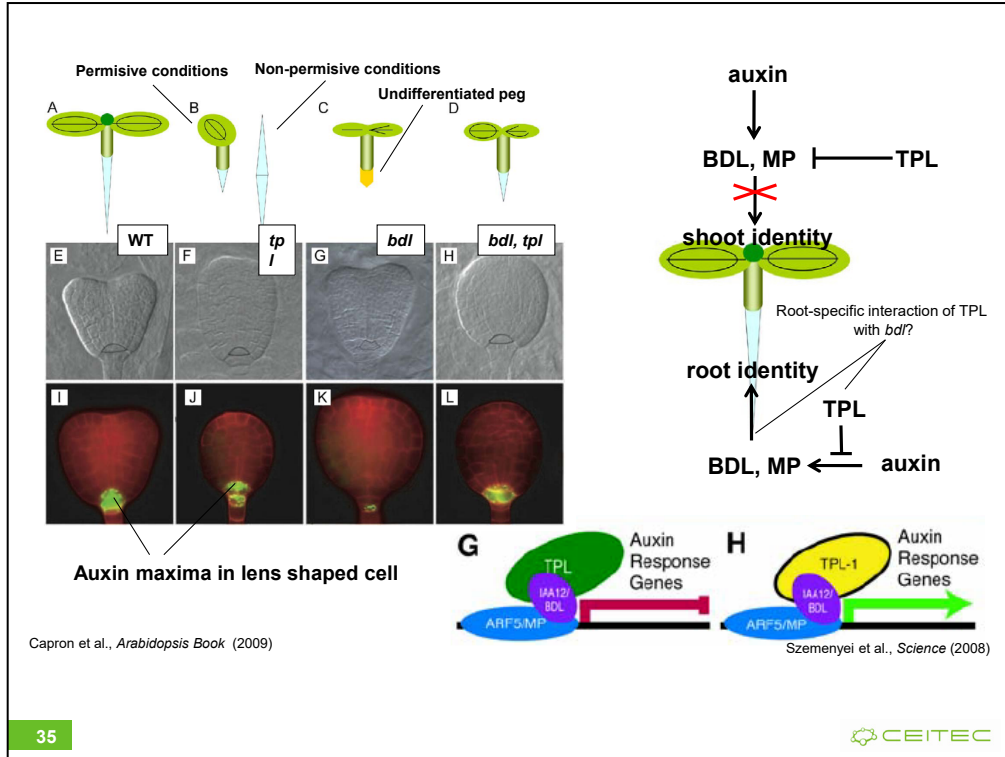 Permisive conditions
Non-permisive conditions
Undifferentiated peg
A
B
C
D
WT
tp
l
bdl
bdl, tpl
E
F
G
H
I
J
K
L
Auxin maxima in lens shaped cell
auxin
BDL, MP
TPL
shoot identity
Root-specific interaction of TPL
with bdl?
root identity
TPL
BDL, MP
auxin
G
TPL
IAA12/
BDL
ARF5/MP
Auxin
Response
Genes
H
TPL-1
IAA12/
BDL
ARF5/MP
Auxin
Response
Genes
Capron et al., Arabidopsis Book (2009)
Szemenyei et al., Science (2008)
35
CEITEC